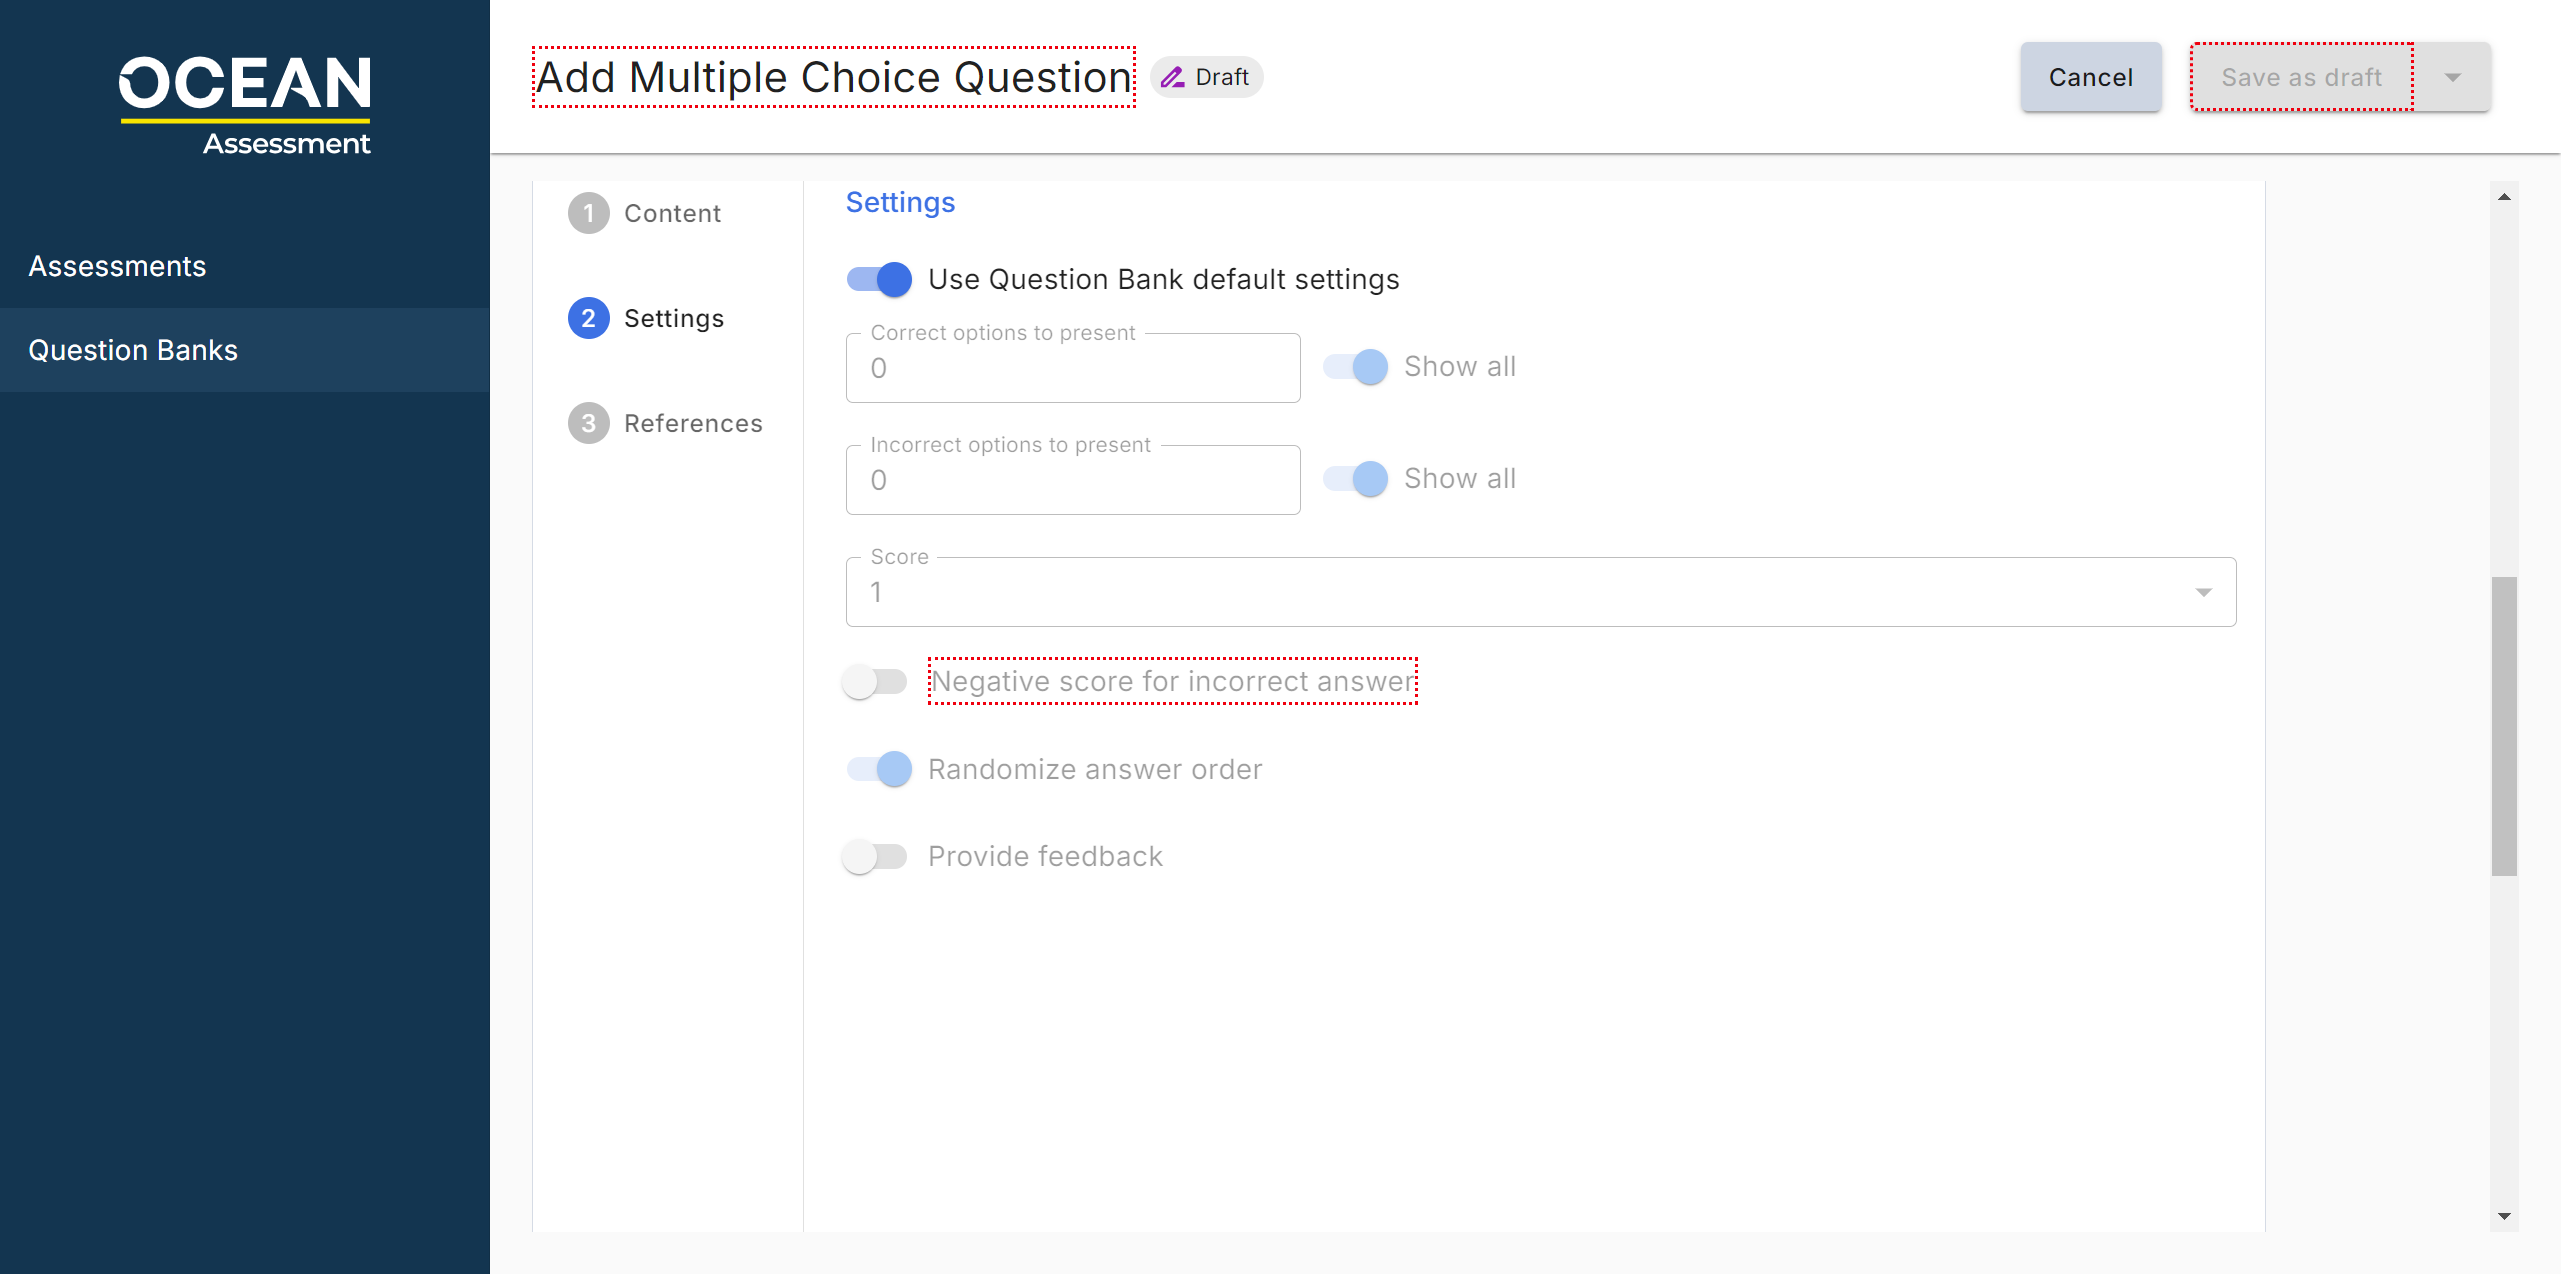 OCEAN
Assessment
Assessments
Question Banks
Add Multiple Choice Question
Draft
Cancel
Save as draft
1 Content
2 Settings
3 References
Settings
Use Question Bank default settings
Correct options to present
0
Show all
Incorrect options to present
0
Show all
Score
1
Negative score for incorrect answer
Randomize answer order
Provide feedback